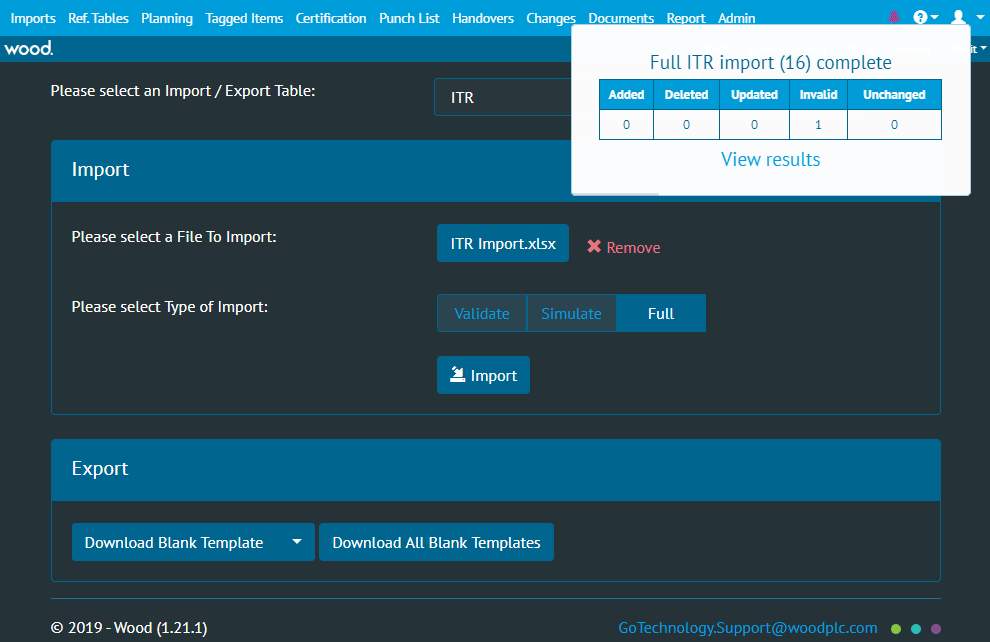 Imports Ref. Tables Planning Tagged Items Certification Punch List Handovers Changes Documents Report Admin
wood.
it
Full ITR import (16) complete
Added Deleted Updated Invalid Unchanged
0 0 0 1 0
View results
Please select an Import / Export Table:
ITR
Import
Please select a File To Import:
ITR Import.xlsx
Remove
Please select Type of Import:
Validate Simulate Full
Import
Export
Download Blank Template
Download All Blank Templates
© 2019 - Wood (1.21.1)
GoTechnology.Support@woodplc.com